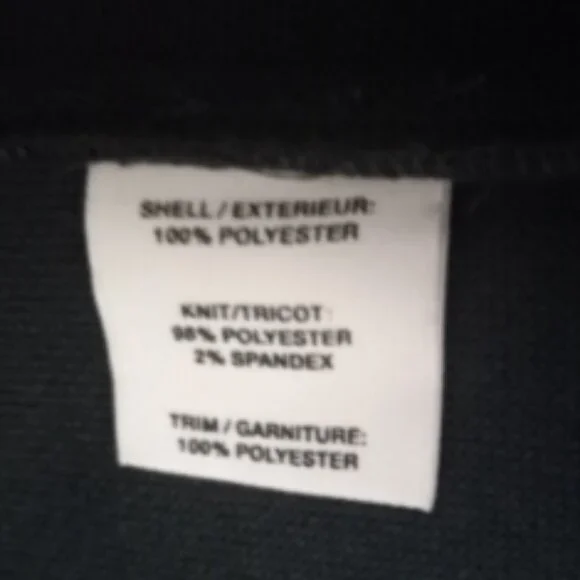 SHELL / EXTERIEUR:
100% POLYESTER
KNIT/TRICOT:
98% POLYESTER
2% SPANDEX
TRIM / GARNITURE:
100% POLYESTER